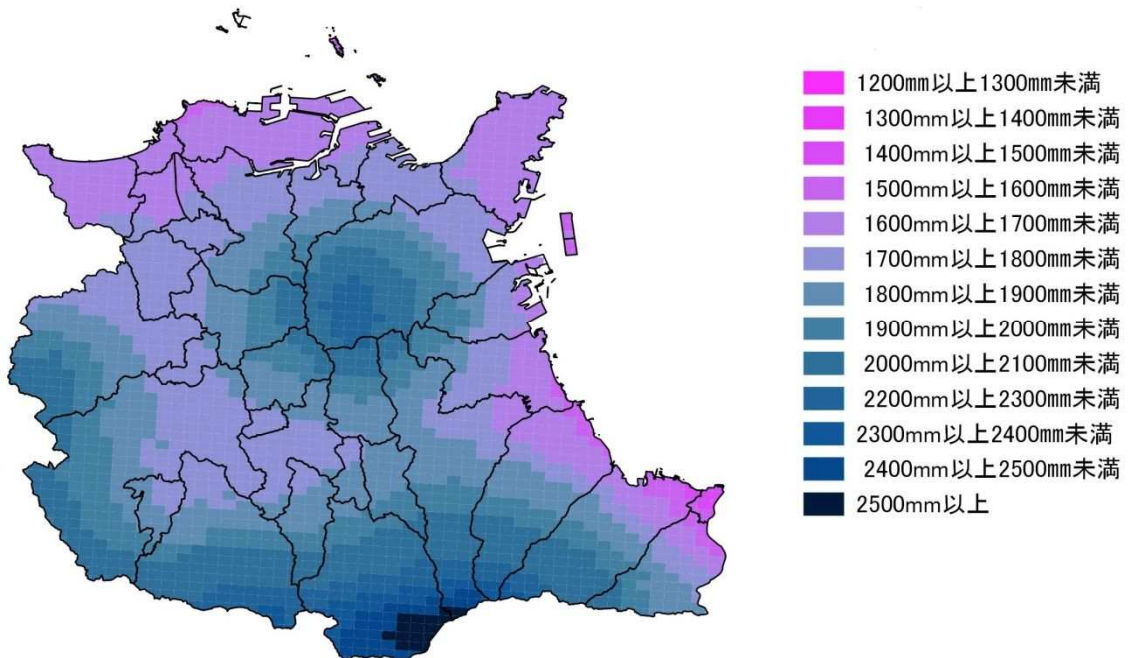 1200mm以上1300mm未満
1300mm以上1400mm未満
1400mm以上1500mm未満
1500mm以上1600mm未満
1600mm以上1700mm未満
1700mm以上1800mm未満
1800mm以上1900mm未満
1900mm以上2000mm未満
2000mm以上2100mm未満
2200mm以上2300mm未満
2300mm以上2400mm未満
2400mm以上2500mm未満
2500mm以上